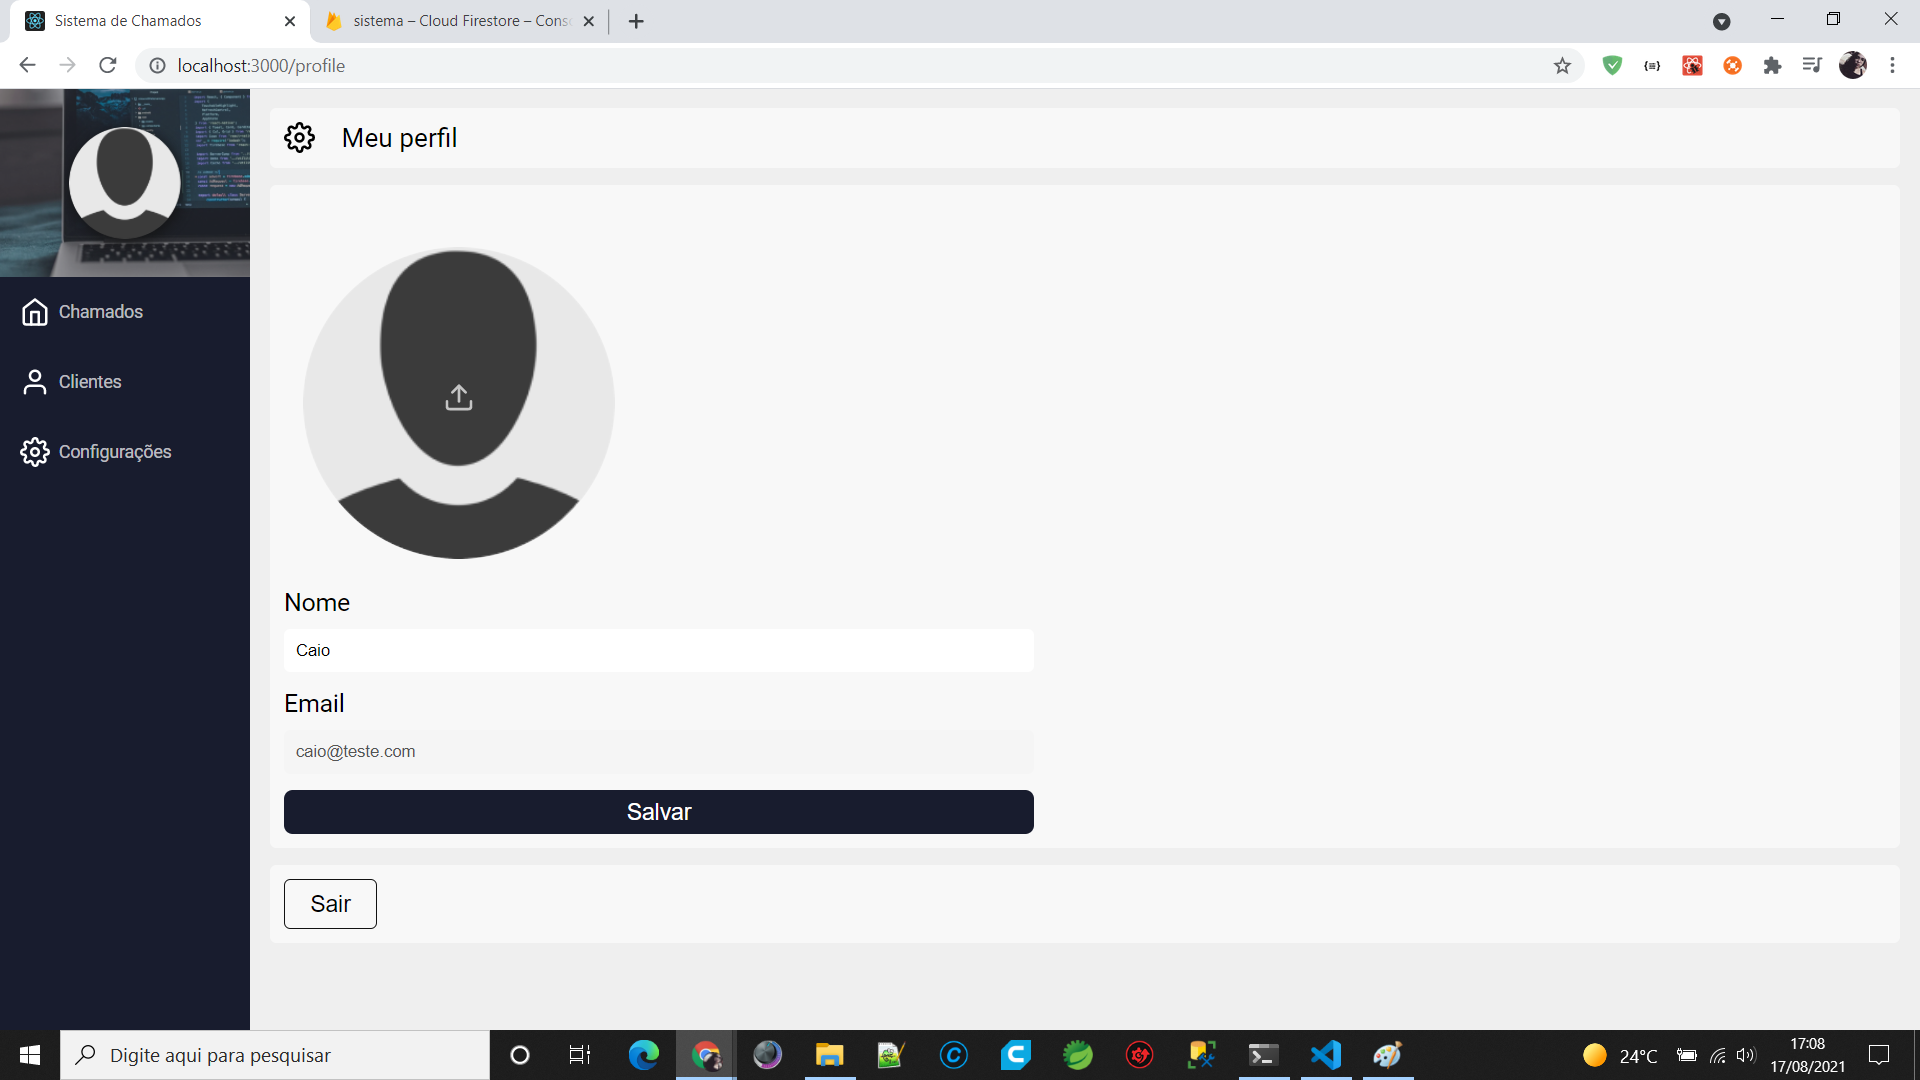 Sistema de Chamados
sistema – Cloud Firestore – Cons
localhost:3000/profile
Meu perfil
Chamados
Clientes
Configurações
Nome
Caio
Email
caio@teste.com
Salvar
Sair
Digite aqui para pesquisar
24°C
17:08
17/08/2021